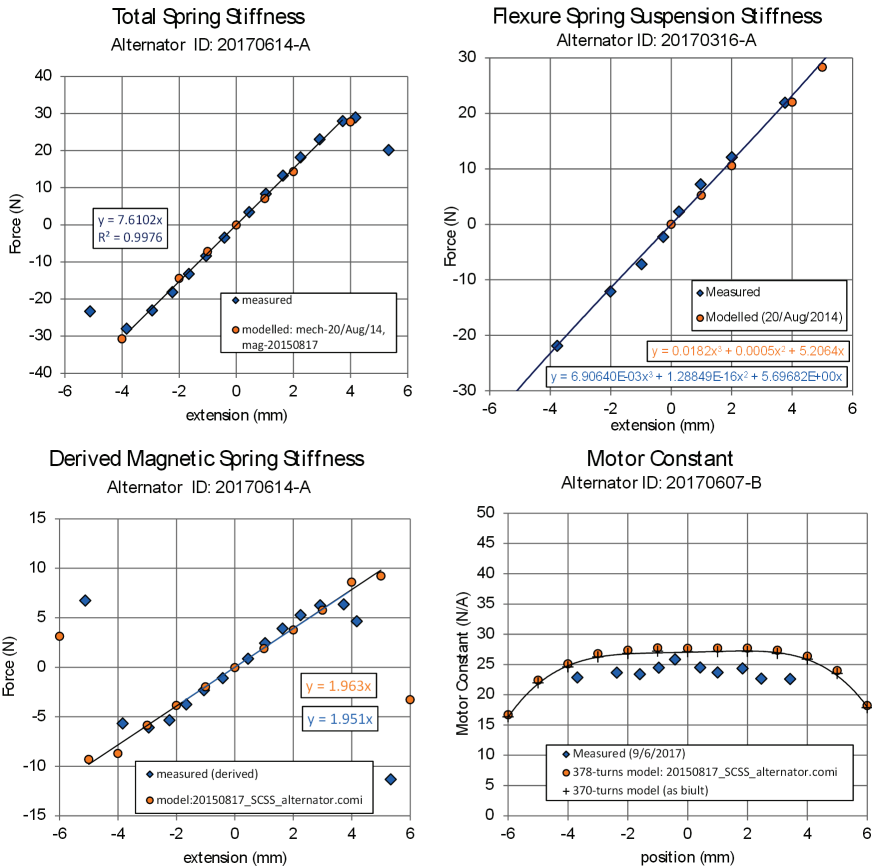 Total Spring Stiffness
Alternator ID: 20170614-A
40
30
20
10
0
-10
-20
-30
-40
Force (N)
y = 7.6102x
R² = 0.9976
measured
modelled: mech-20/Aug/14,
mag-20150817
-6 -4 -2 0 2 4 6
extension (mm)
Flexure Spring Suspension Stiffness
Alternator ID: 20170316-A
30
20
10
0
-10
-20
-30
Force (N)
Measured
Modelled (20/Aug/2014)
y = 0.0182x³ + 0.0005x² + 5.2064x
y = 6.90640E-03x³ + 1.28849E-16x² + 5.69682E+00x
-6 -4 -2 0 2 4 6
extension (mm)
Derived Magnetic Spring Stiffness
Alternator ID: 20170614-A
15
10
5
0
-5
-10
-15
Force (N)
y = 1.963x
y = 1.951x
measured (derived)
model:20150817_SCSS_alternator.comi
-6 -4 -2 0 2 4 6
extension (mm)
Motor Constant
Alternator ID: 20170607-B
50
45
40
35
30
25
20
15
10
5
0
Motor Constant (N/A)
Measured (9/6/2017)
378-turns model: 20150817_SCSS_alternator.comi
370-turns model (as biult)
-6 -4 -2 0 2 4 6
position (mm)